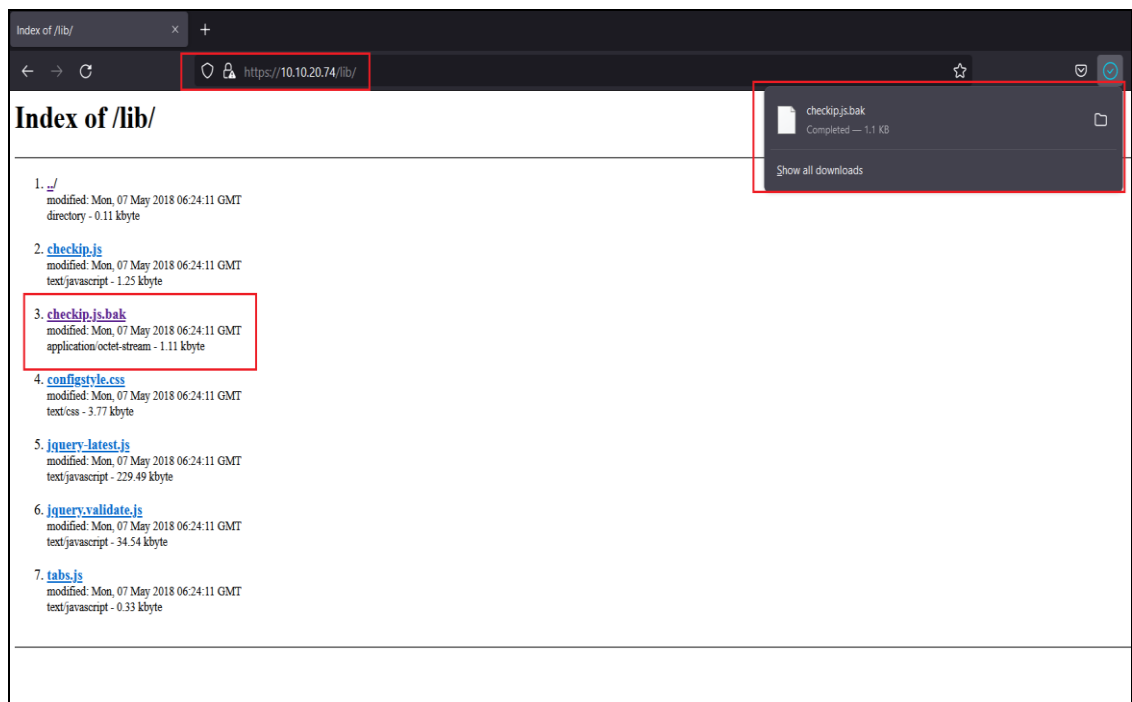 Index of /lib/
https://10.10.20.74/lib/
checkip.js.bak
Completed — 1.1 KB
Show all downloads
Index of /lib/
1. ../
modified: Mon, 07 May 2018 06:24:11 GMT
directory - 0.11 kbyte
2. checkip.js
modified: Mon, 07 May 2018 06:24:11 GMT
text/javascript - 1.25 kbyte
3. checkip.js.bak
modified: Mon, 07 May 2018 06:24:11 GMT
application/octet-stream - 1.11 kbyte
4. configstyle.css
modified: Mon, 07 May 2018 06:24:11 GMT
text/css - 3.77 kbyte
5. jquery-latest.js
modified: Mon, 07 May 2018 06:24:11 GMT
text/javascript - 229.49 kbyte
6. jquery.validate.js
modified: Mon, 07 May 2018 06:24:11 GMT
text/javascript - 34.54 kbyte
7. tabs.js
modified: Mon, 07 May 2018 06:24:11 GMT
text/javascript - 0.33 kbyte